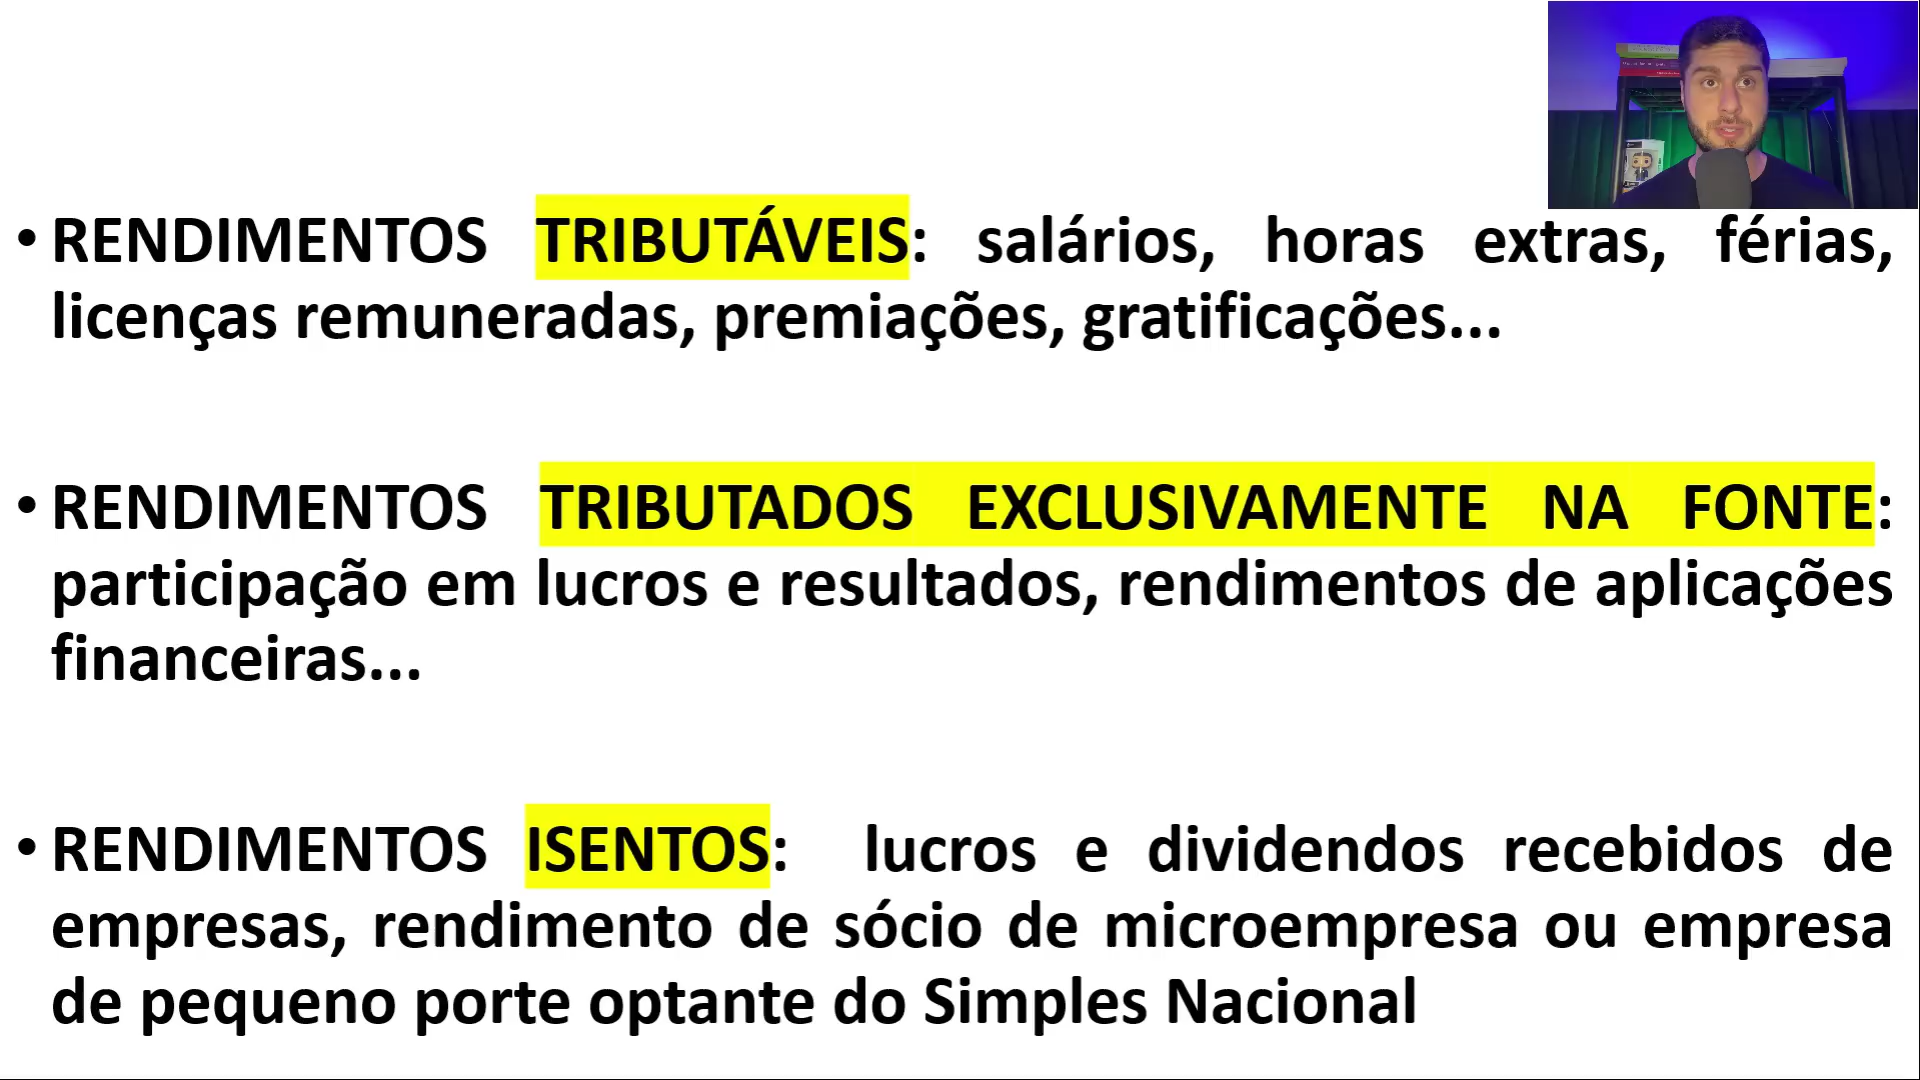 • RENDIMENTOS TRIBUTÁVEIS: salários, horas extras, férias,
licenças remuneradas, premiações, gratificações...
• RENDIMENTOS TRIBUTADOS EXCLUSIVAMENTE NA FONTE:
participação em lucros e resultados, rendimentos de aplicações
financeiras...
• RENDIMENTOS ISENTOS: lucros e dividendos recebidos de
empresas, rendimento de sócio de microempresa ou empresa
de pequeno porte optante do Simples Nacional